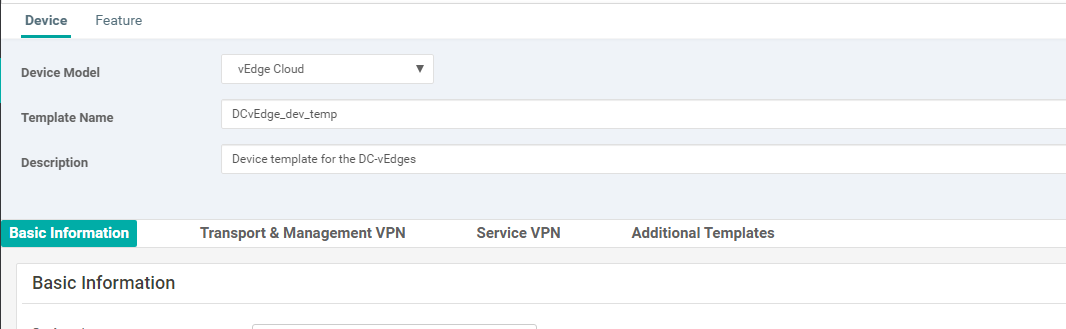 Device Feature
Device Model vEdge Cloud
Template Name DCvEdge_dev_temp
Description Device template for the DC-vEdges
Basic Information Transport & Management VPN Service VPN Additional Templates
Basic Information